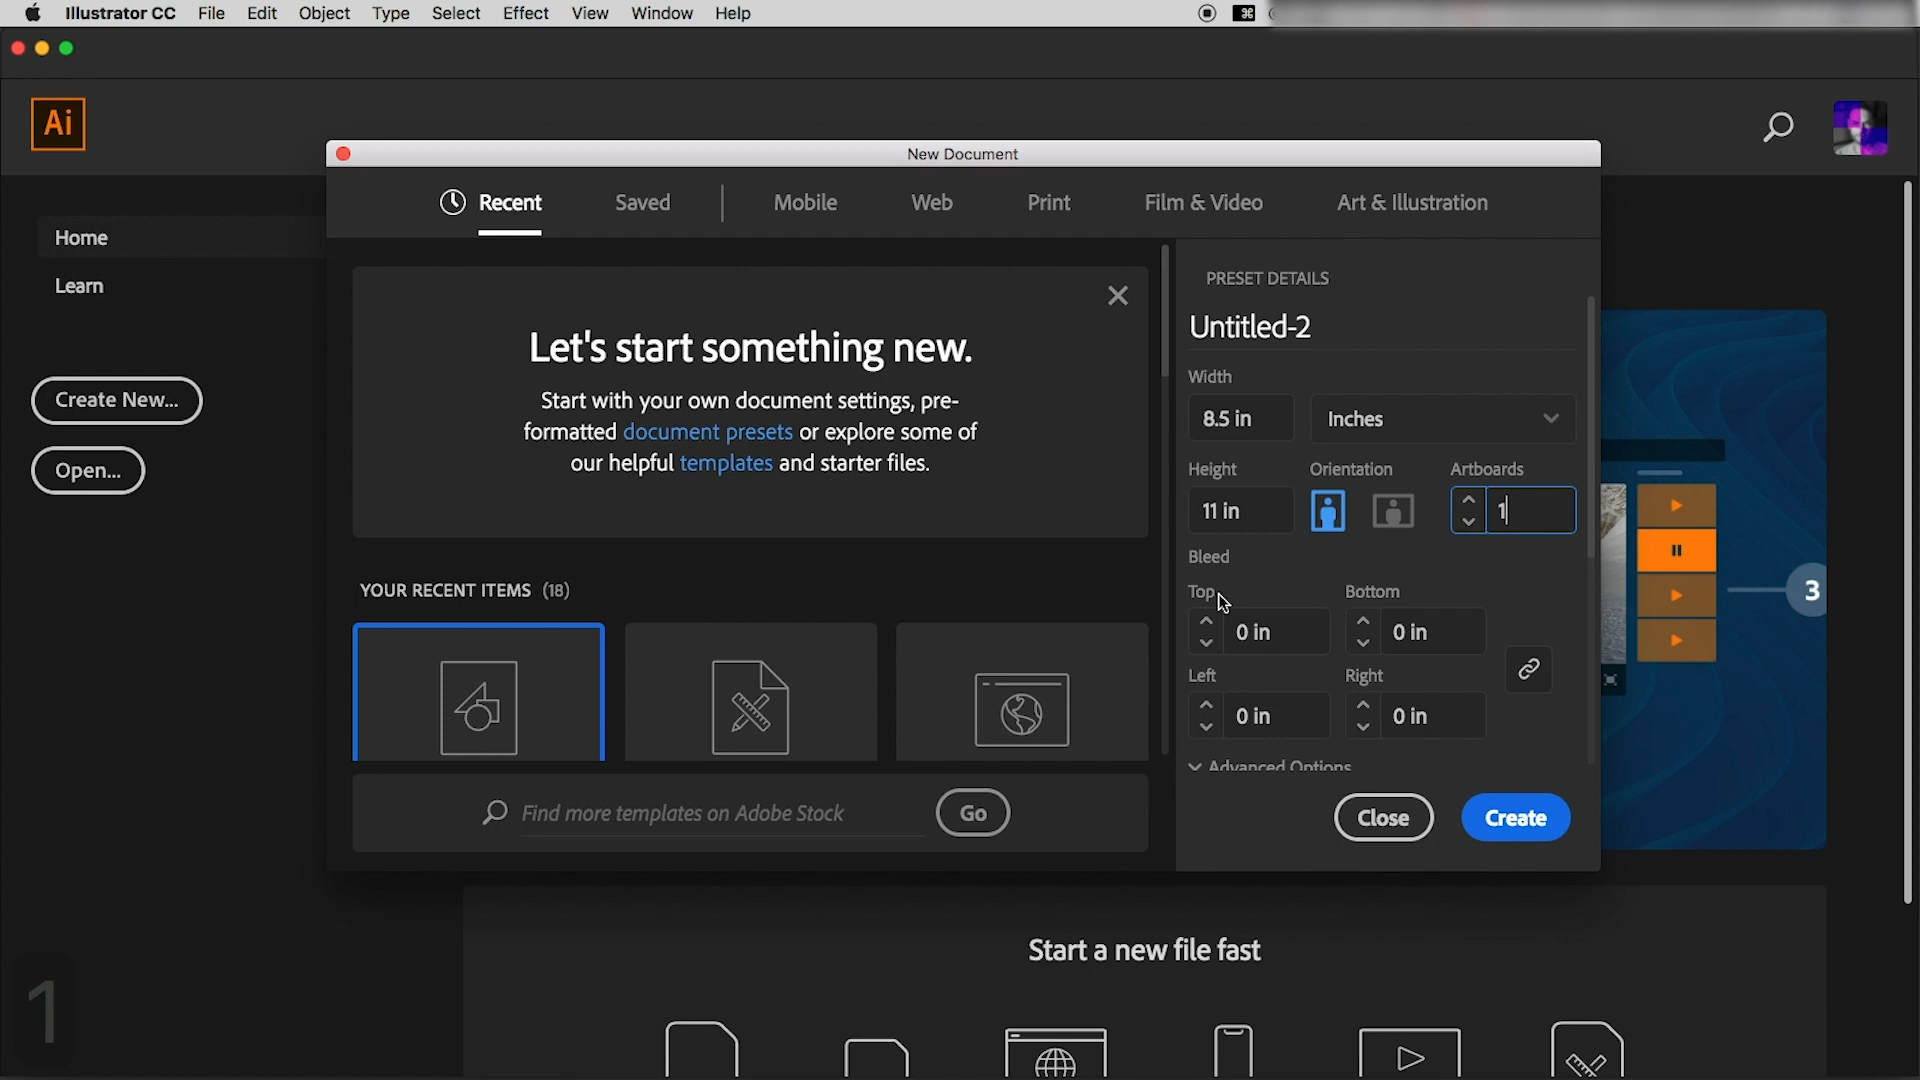 Illustrator CC File Edit Object Type Select Effect View Window Help
Ai
New Document
Recent Saved Mobile Web Print Film & Video Art & Illustration
Home
Learn
Create New...
Open...
Let's start something new.
Start with your own document settings, pre-
formatted document presets or explore some of
our helpful templates and starter files.
YOUR RECENT ITEMS (18)
Find more templates on Adobe Stock
Go
PRESET DETAILS
Untitled-2
Width
8.5 in Inches
Height Orientation Artboards
11 in 1
Bleed
Top Bottom
0 in 0 in
Left Right
0 in 0 in
Advanced Options
Close Create
3
Start a new file fast
1